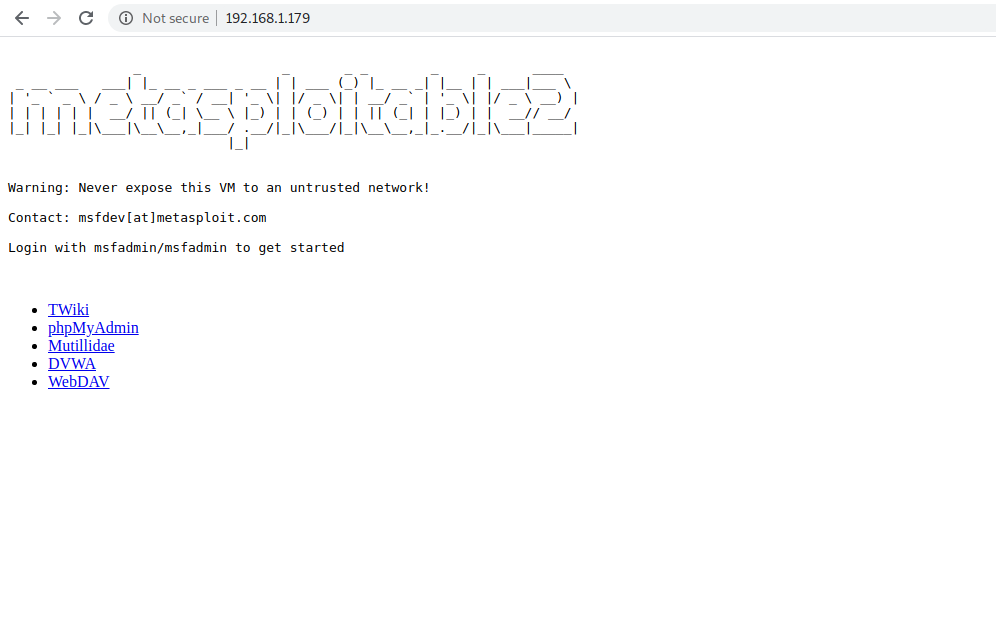 Not secure | 192.168.1.179
metasploitable2
Warning: Never expose this VM to an untrusted network!
Contact: msfdev[at]metasploit.com
Login with msfadmin/msfadmin to get started
TWiki
phpMyAdmin
Mutillidae
DVWA
WebDAV